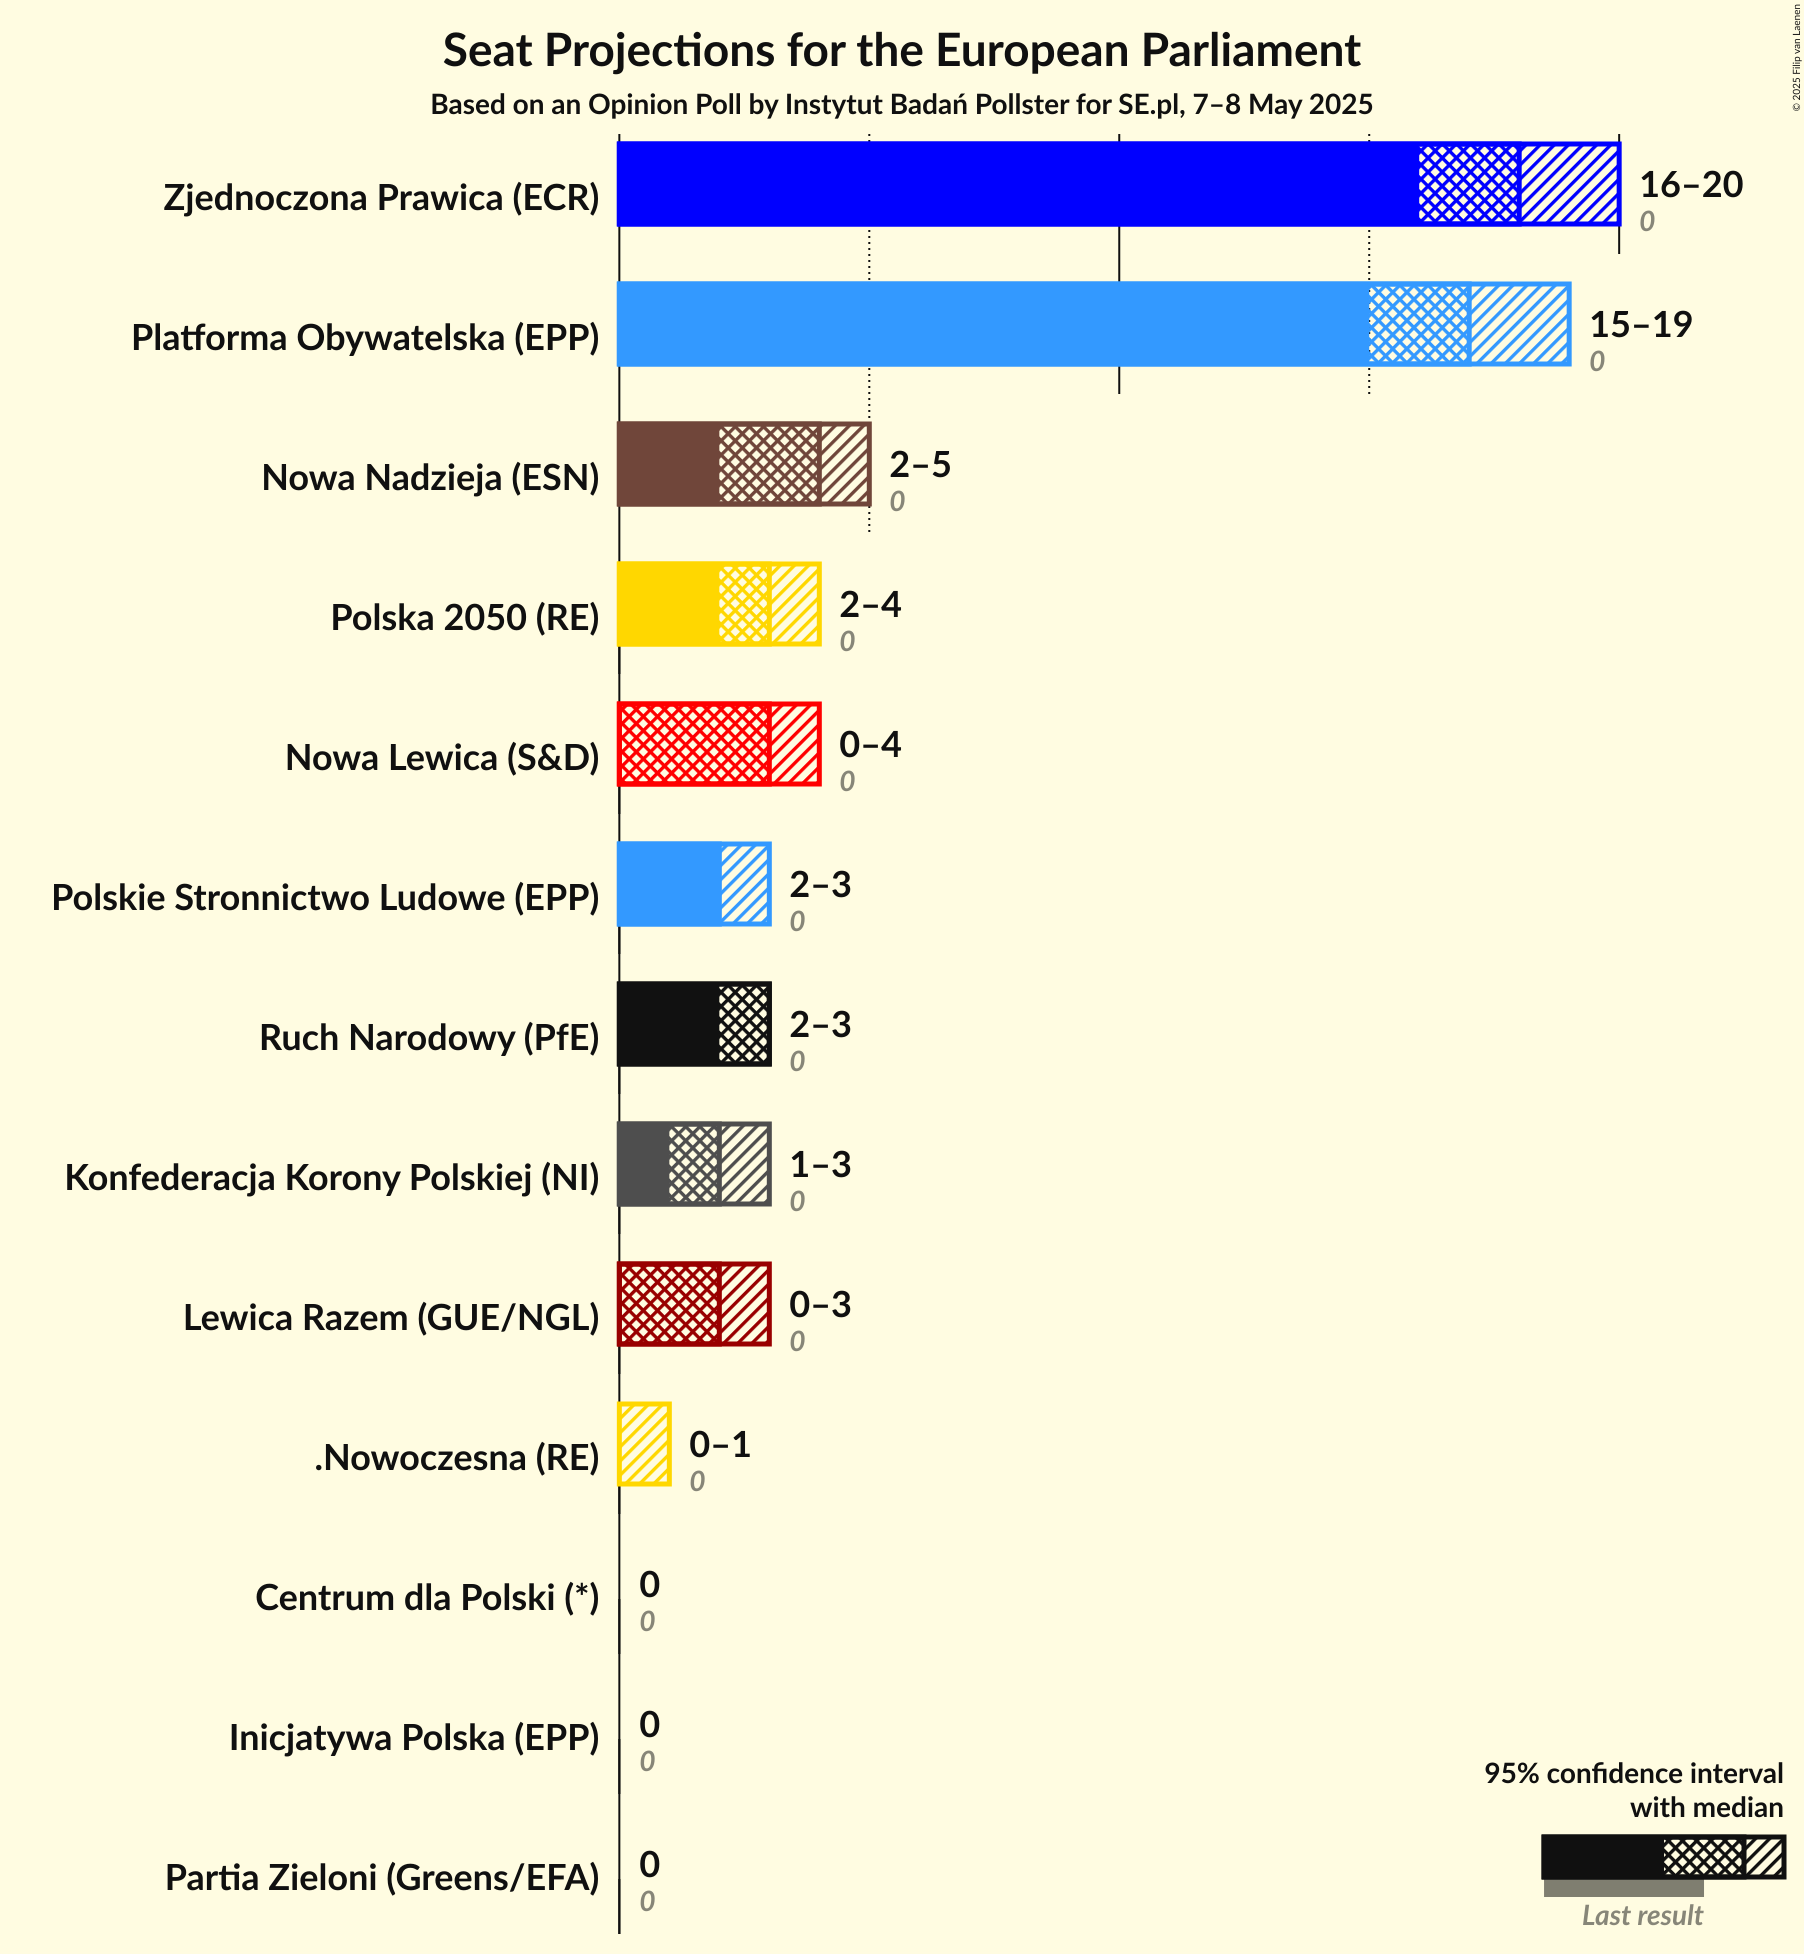 © 2025 Filip van Laenen
Seat Projections for the European Parliament
Based on an Opinion Poll by Instytut Badań Pollster for SE.pl, 7–8 May 2025
Zjednoczona Prawica (ECR)
16–20
0
Platforma Obywatelska (EPP)
15–19
0
Nowa Nadzieja (ESN)
2–5
0
Polska 2050 (RE)
2–4
0
Nowa Lewica (S&D)
0–4
0
Polskie Stronnictwo Ludowe (EPP)
2–3
0
Ruch Narodowy (PfE)
2–3
0
Konfederacja Korony Polskiej (NI)
1–3
0
Lewica Razem (GUE/NGL)
0–3
0
.Nowoczesna (RE)
0–1
0
Centrum dla Polski (*)
0
0
Inicjatywa Polska (EPP)
0
0
Partia Zieloni (Greens/EFA)
0
0
95% confidence interval
with median
Last result